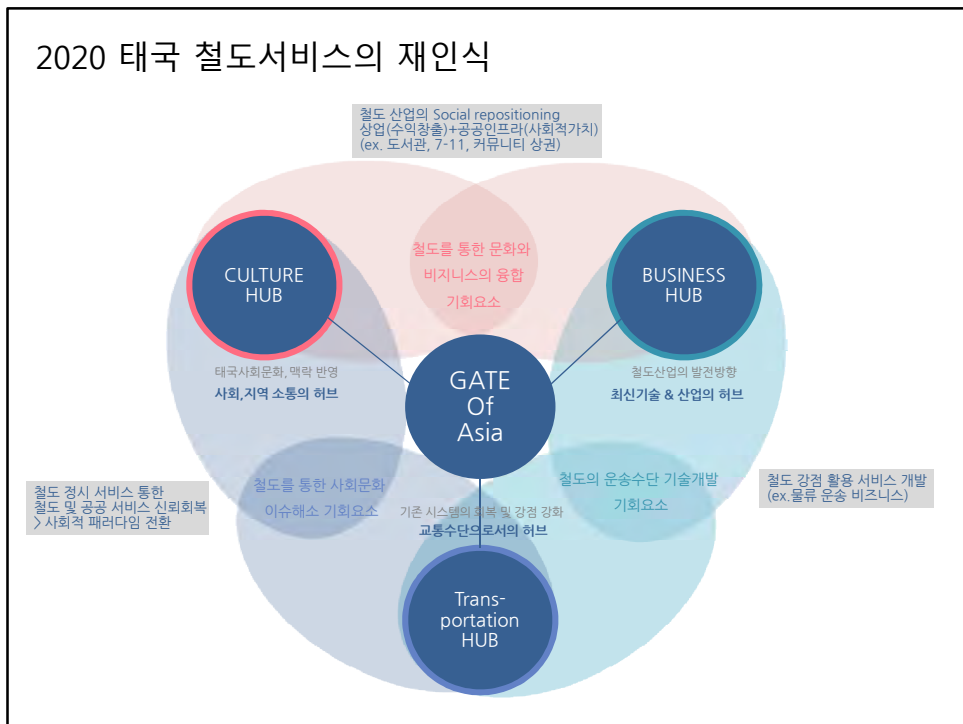 2020 태국 철도서비스의 재인식
철도 산업의 Social repositioning
상업(수익창출)+공공인프라(사회적가치)
(ex. 도서관, 7-11, 커뮤니티 상권)
철도를 통한 문화와
비지니스의 융합
기회요소
CULTURE
HUB
BUSINESS
HUB
GATE
Of
Asia
태국사회문화, 맥락 반영
사회,지역 소통의 허브
철도산업의 발전방향
최신기술 & 산업의 허브
철도 정시 서비스 통한
철도 및 공공 서비스 신뢰회복
> 사회적 패러다임 전환
철도를 통한 사회문화
이슈해소 기회요소
기존 시스템의 회복 및 강점 강화
교통수단으로서의 허브
철도의 운송수단 기술개발
기회요소
철도 강점 활용 서비스 개발
(ex.물류 운송 비즈니스)
Trans-
portation
HUB